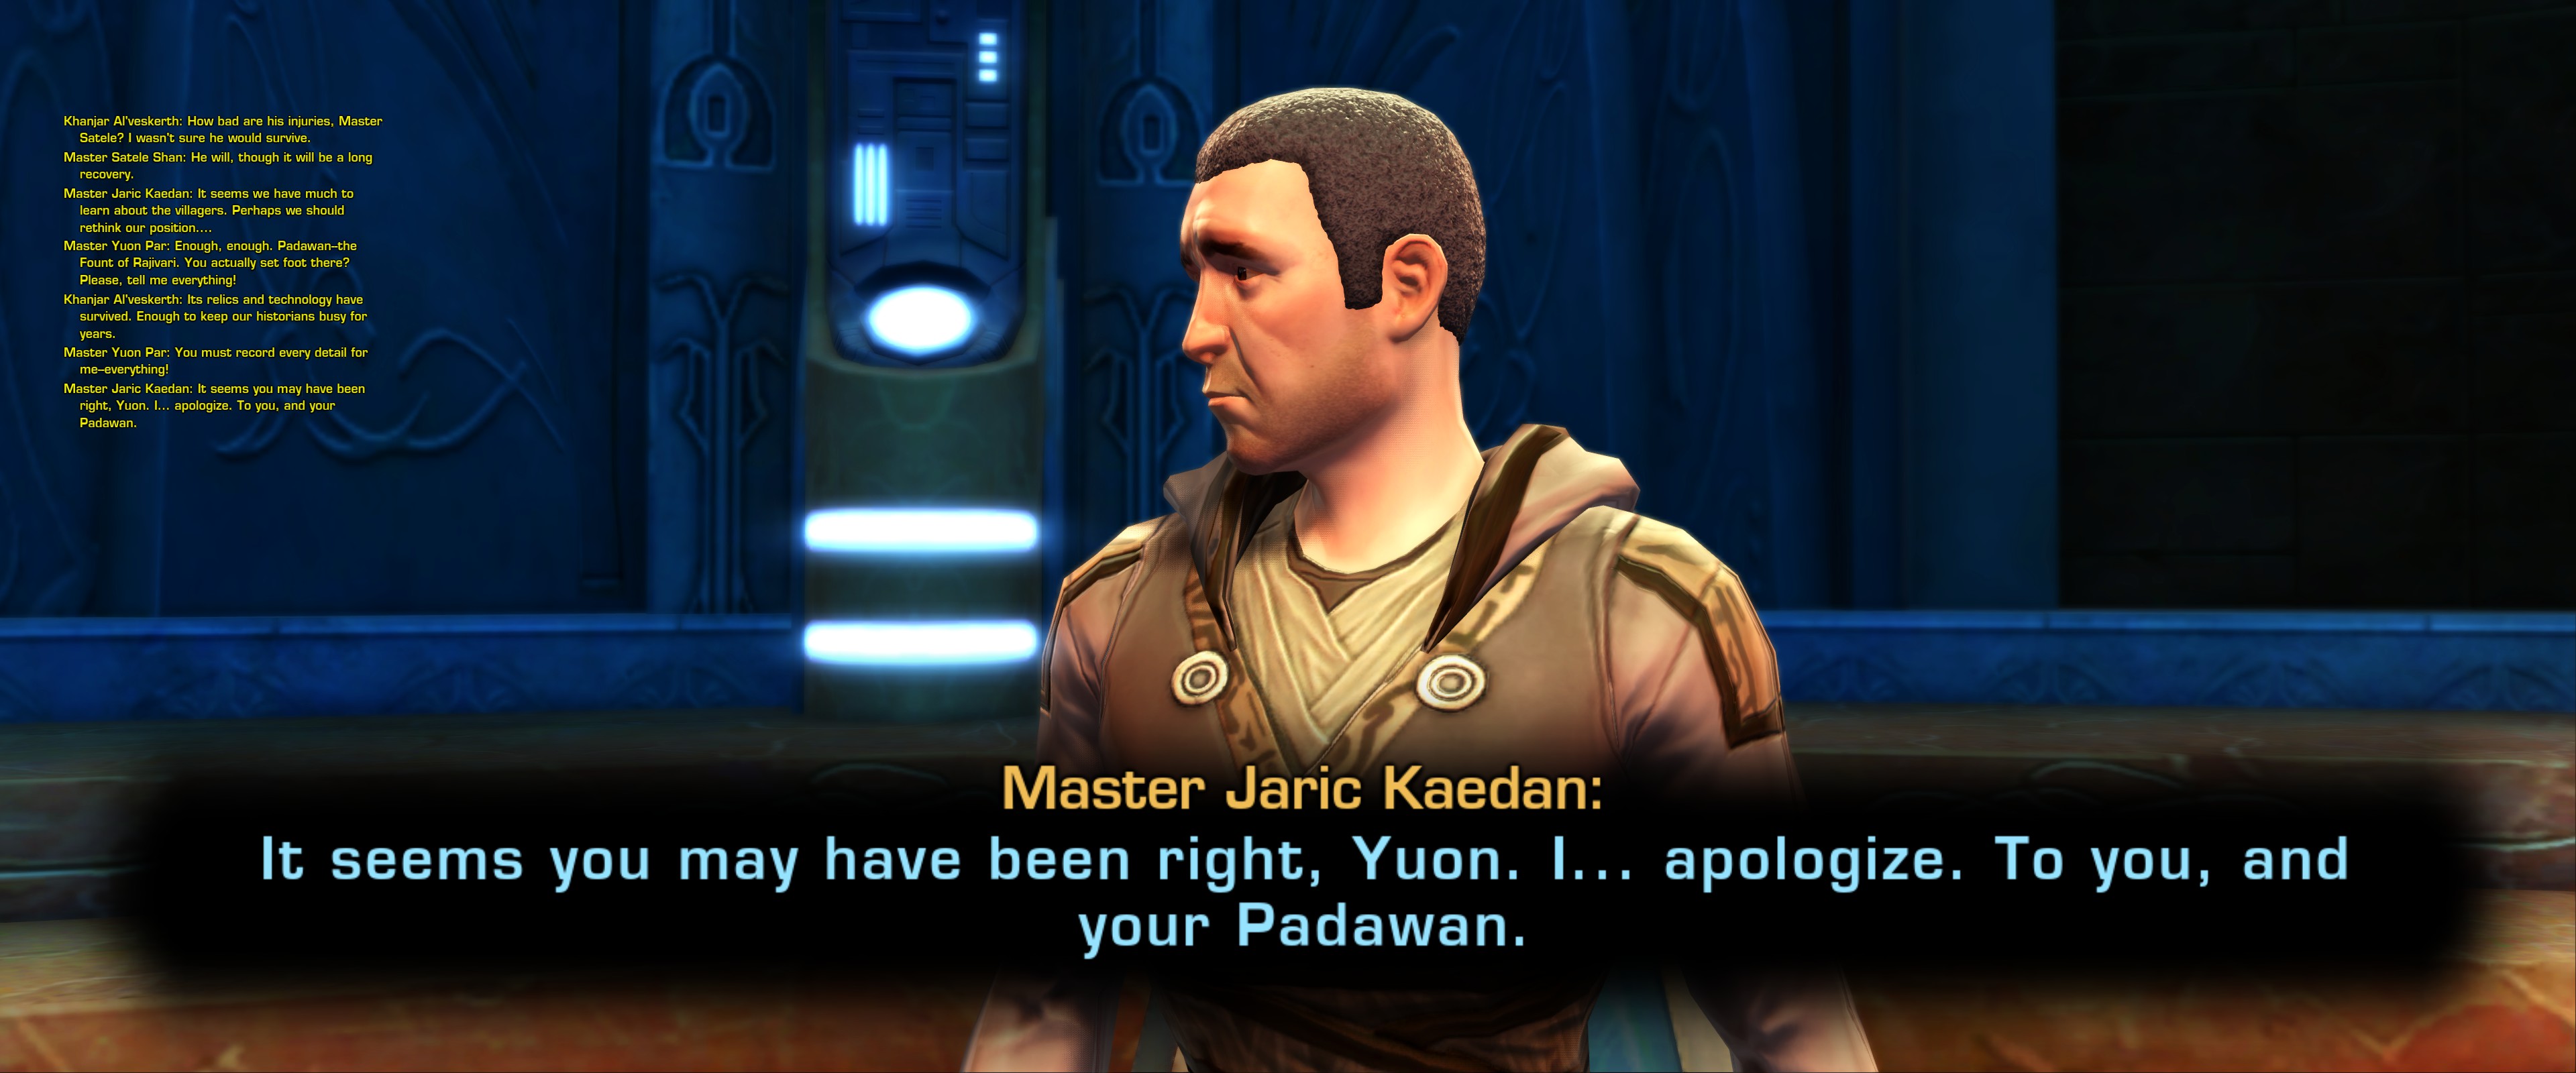 Khanjar Al'veskerth: How bad are his injuries, Master
Satele? I wasn't sure he would survive.
Master Satele Shan: He will, though it will be a long
recovery.
Master Jaric Kaedan: It seems we have much to
learn about the villagers. Perhaps we should
rethink our position....
Master Yuon Par: Enough, enough. Padawan–the
Fount of Rajivari. You actually set foot there?
Please, tell me everything!
Khanjar Al'veskerth: Its relics and technology have
survived. Enough to keep our historians busy for
years.
Master Yuon Par: You must record every detail for
me–everything!
Master Jaric Kaedan: It seems you may have been
right, Yuon. I... apologize. To you, and your
Padawan.
Master Jaric Kaedan:
It seems you may have been right, Yuon. I... apologize. To you, and
your Padawan.